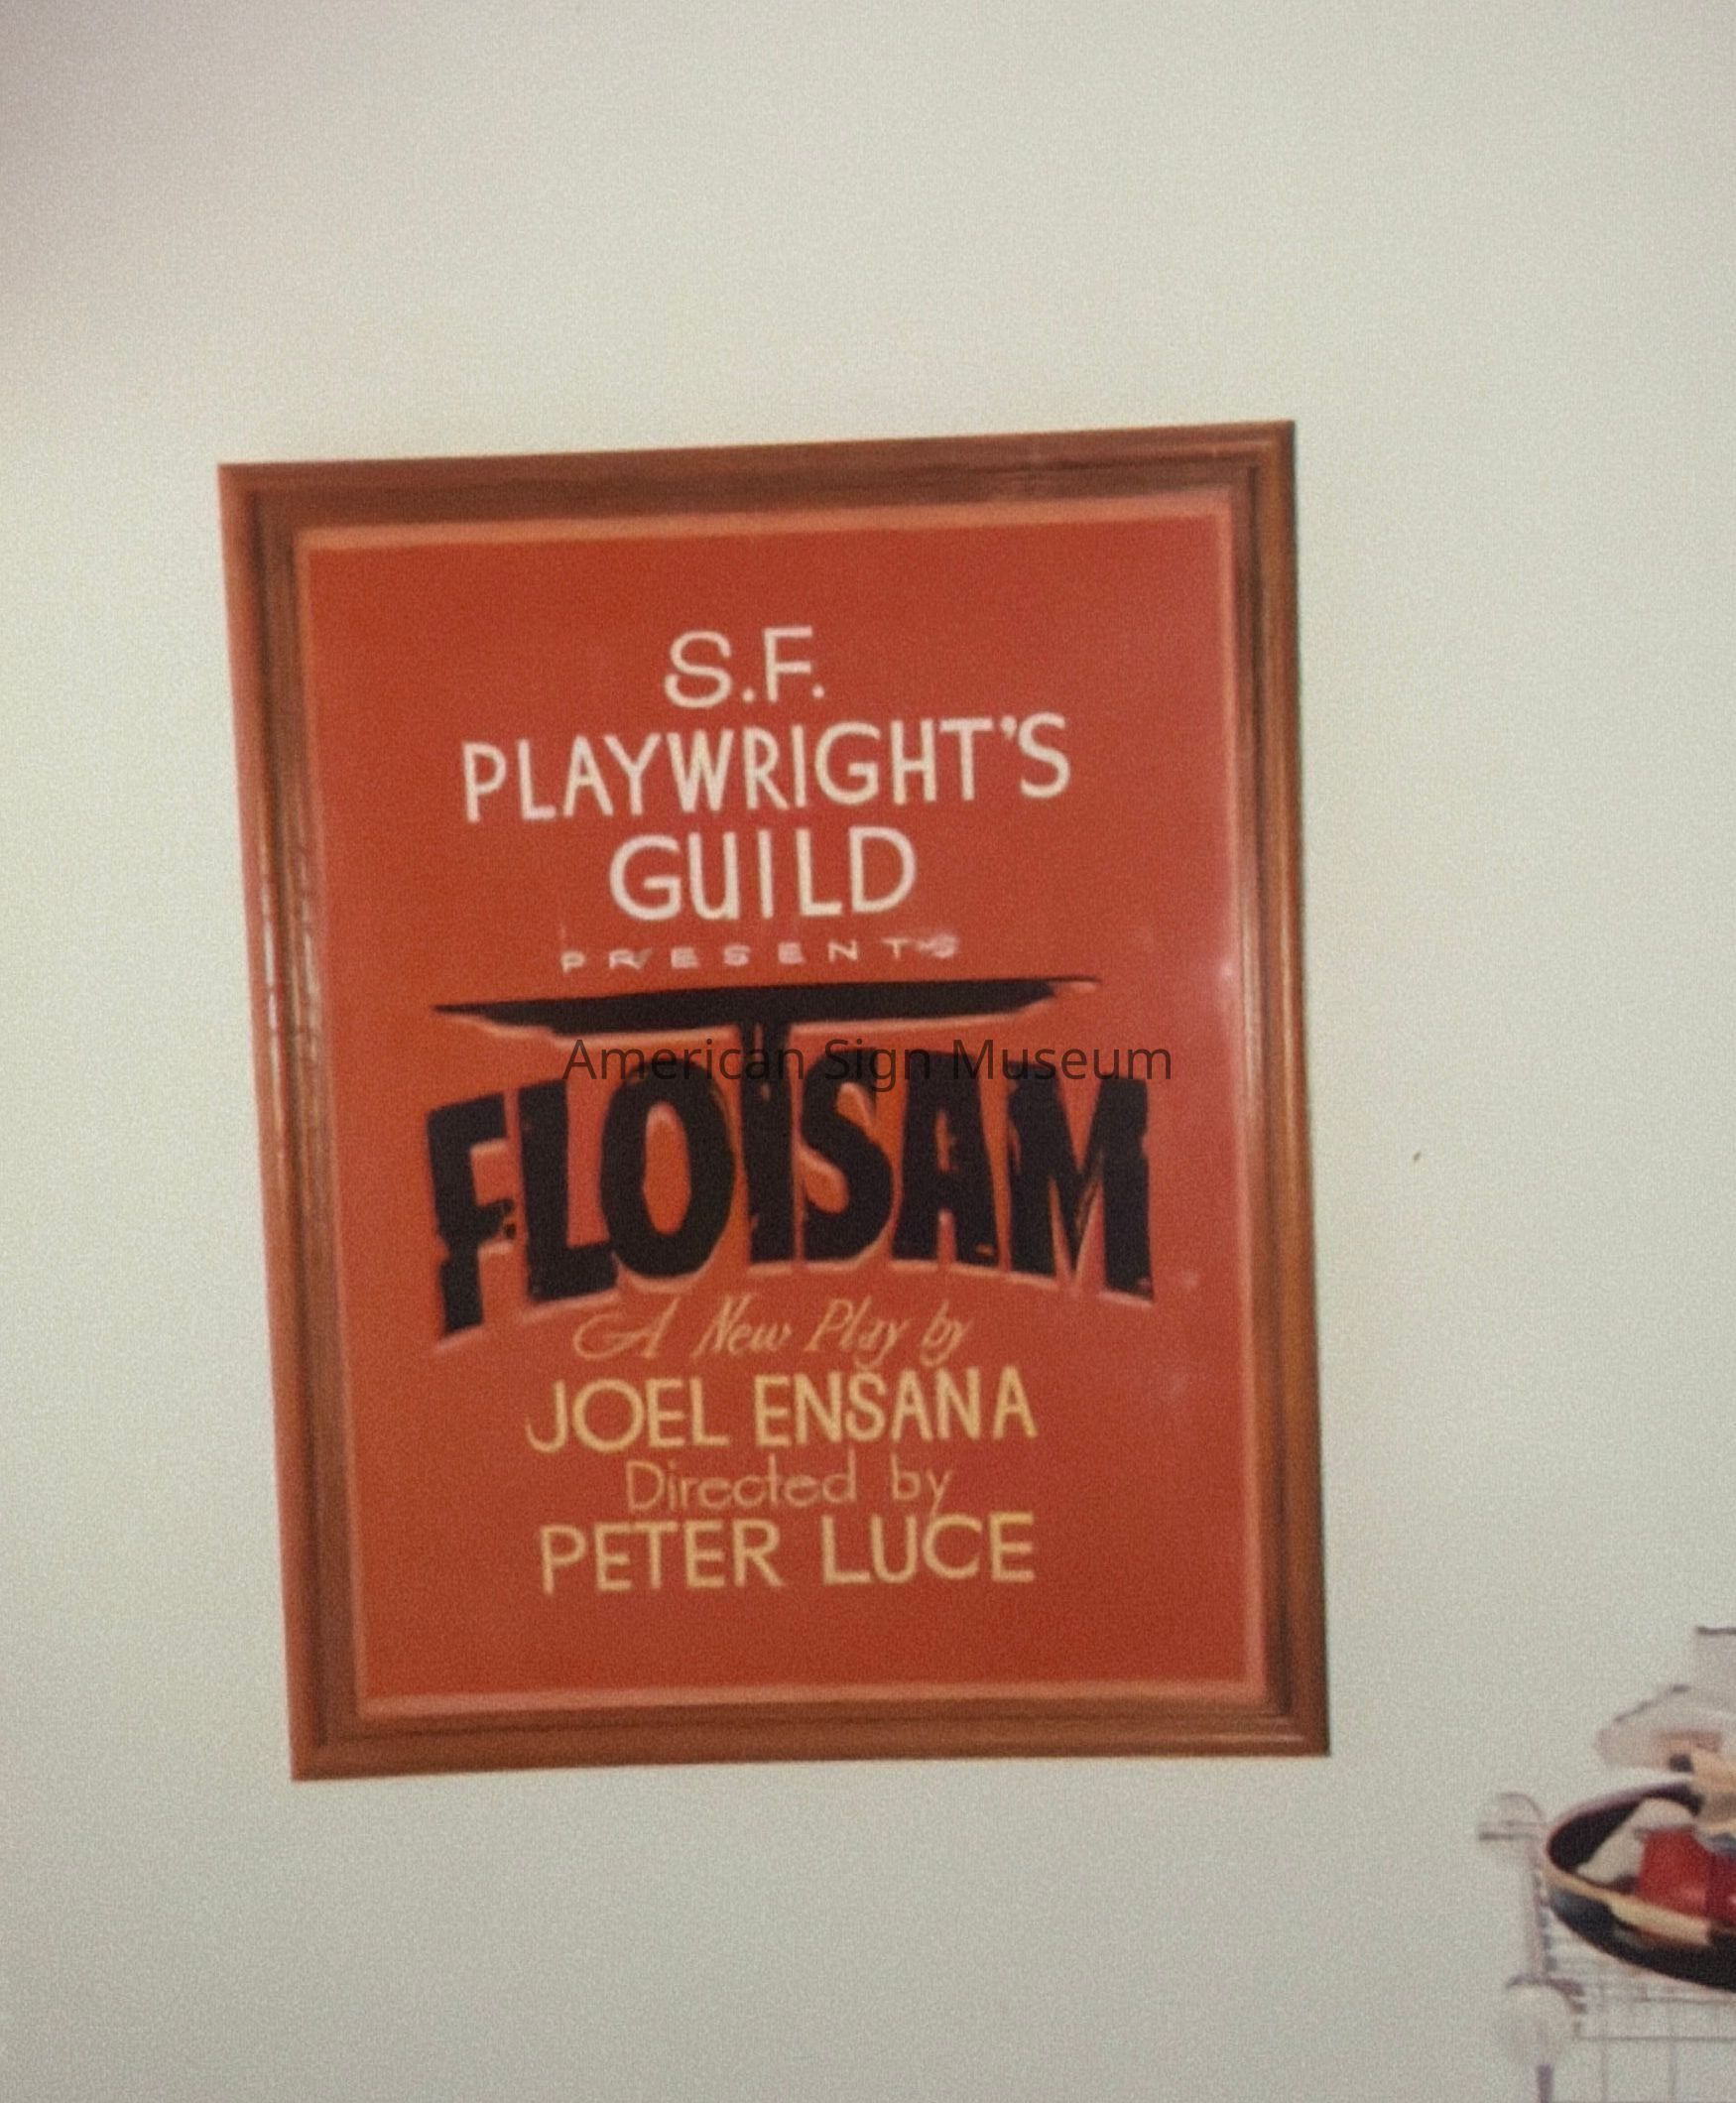 S.F.
PLAYWRIGHT'S
GUILD
PRESENTS
FLOTSAM
American Sign Museum
A New Play by
JOEL ENSANA
Directed by
PETER LUCE